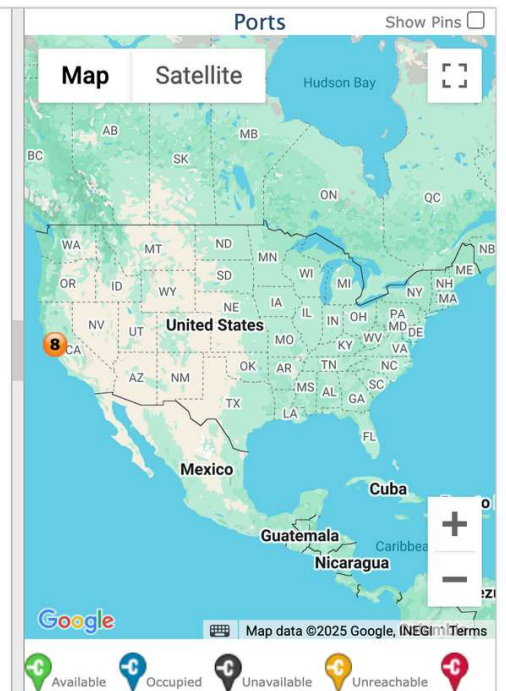 Ports
Show Pins
Map
Satellite
Hudson Bay
AB
MB
BC
SK
ON
QC
NB
WA
MT
ND
MN
ME
OR
ID
SD
WI
MI
NH
WY
NY
MA
NE
IA
IL
IN
OH
PA
NV
UT
United States
MD
DE
8
CA
MO
KY
WV
VA
AZ
NM
OK
AR
TN
NC
MS
AL
SC
GA
TX
LA
FL
Mexico
Cuba
Guatemala
Caribbea
Nicaragua
Google
Map data ©2025 Google, INEGI
Terms
Available
Occupied
Unavailable
Unreachable